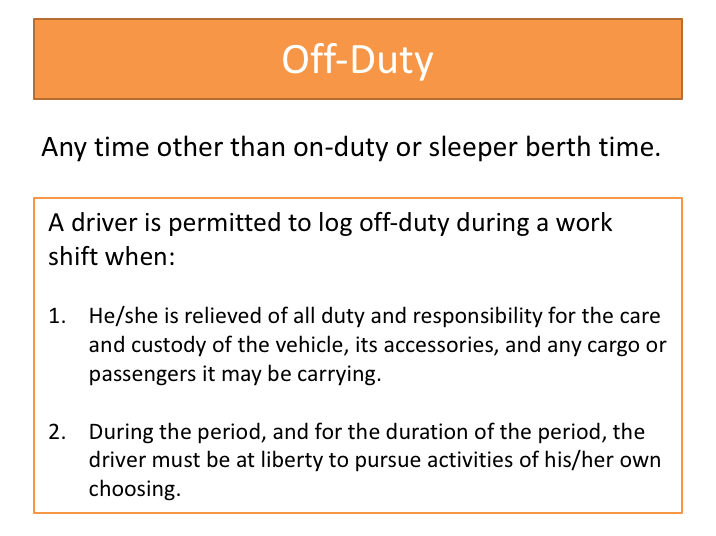 Off-Duty
Any time other than on-duty or sleeper berth time.
A driver is permitted to log off-duty during a work
shift when:
1. He/she is relieved of all duty and responsibility for the care
and custody of the vehicle, its accessories, and any cargo or
passengers it may be carrying.
2. During the period, and for the duration of the period, the
driver must be at liberty to pursue activities of his/her own
choosing.